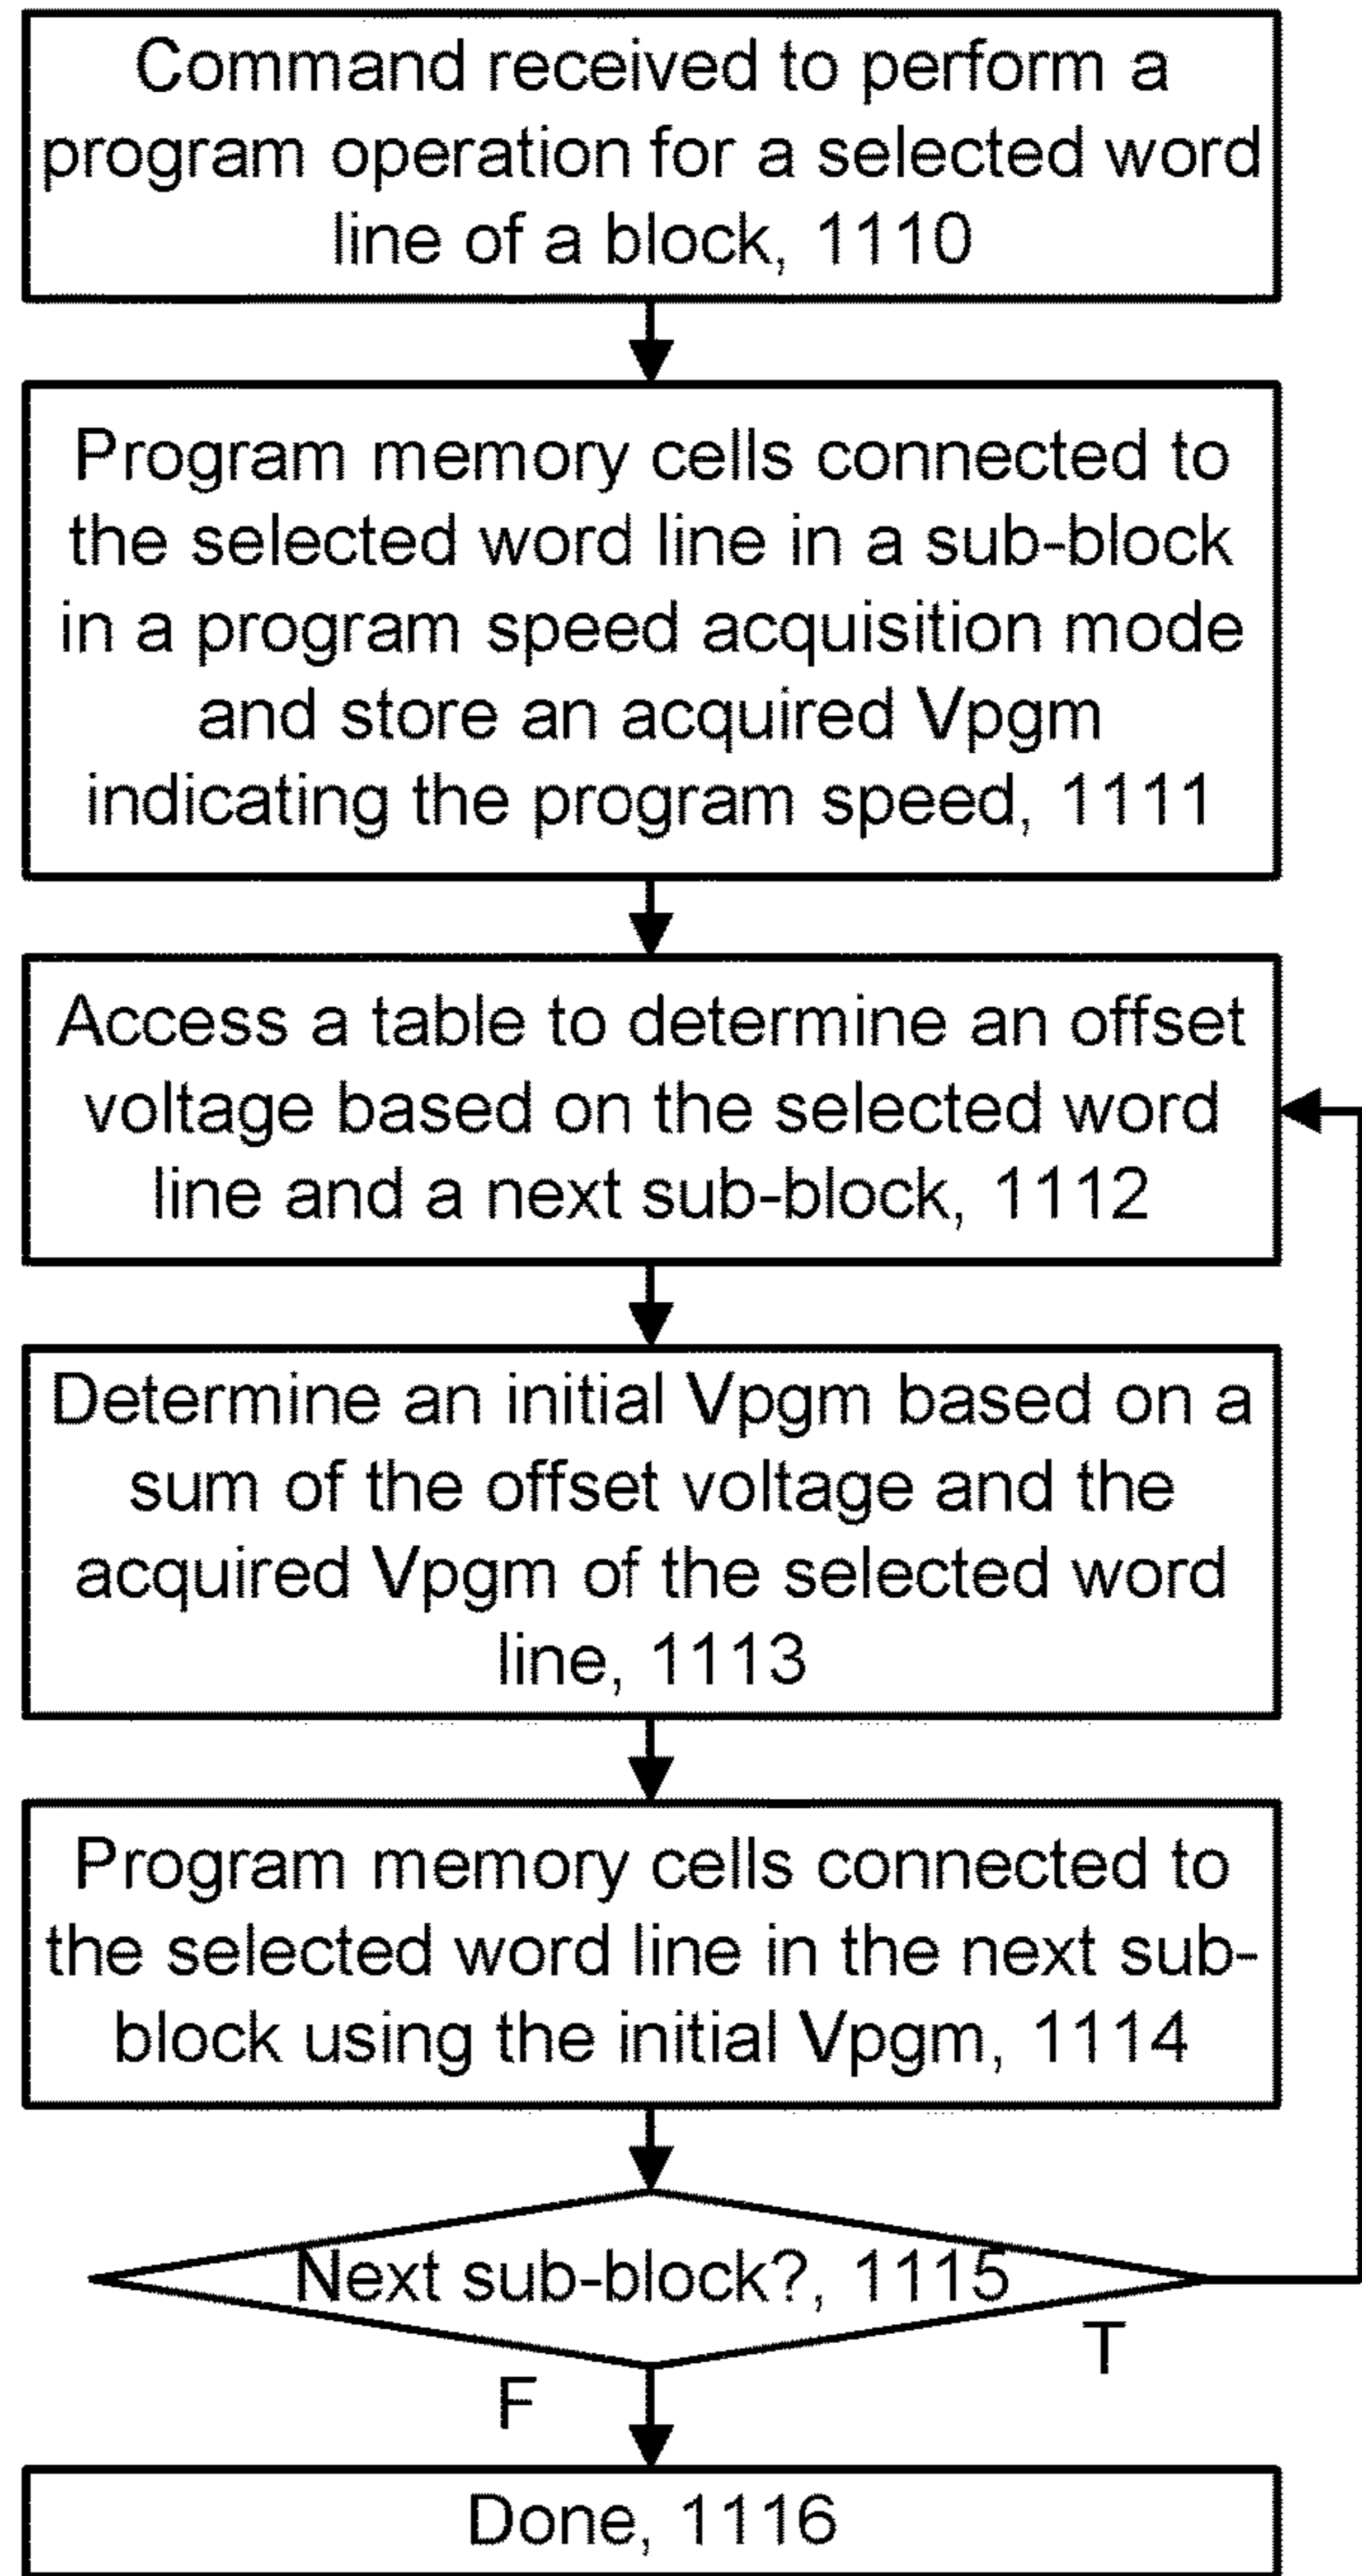 Command received to perform a
program operation for a selected word
line of a block, 1110
Program memory cells connected to
the selected word line in a sub-block
in a program speed acquisition mode
and store an acquired Vpgm
indicating the program speed, 1111
Access a table to determine an offset
voltage based on the selected word
line and a next sub-block, 1112
Determine an initial Vpgm based on a
sum of the offset voltage and the
acquired Vpgm of the selected word
line, 1113
Program memory cells connected to
the selected word line in the next sub-
block using the initial Vpgm, 1114
Next sub-block?, 1115
T
F
Done, 1116